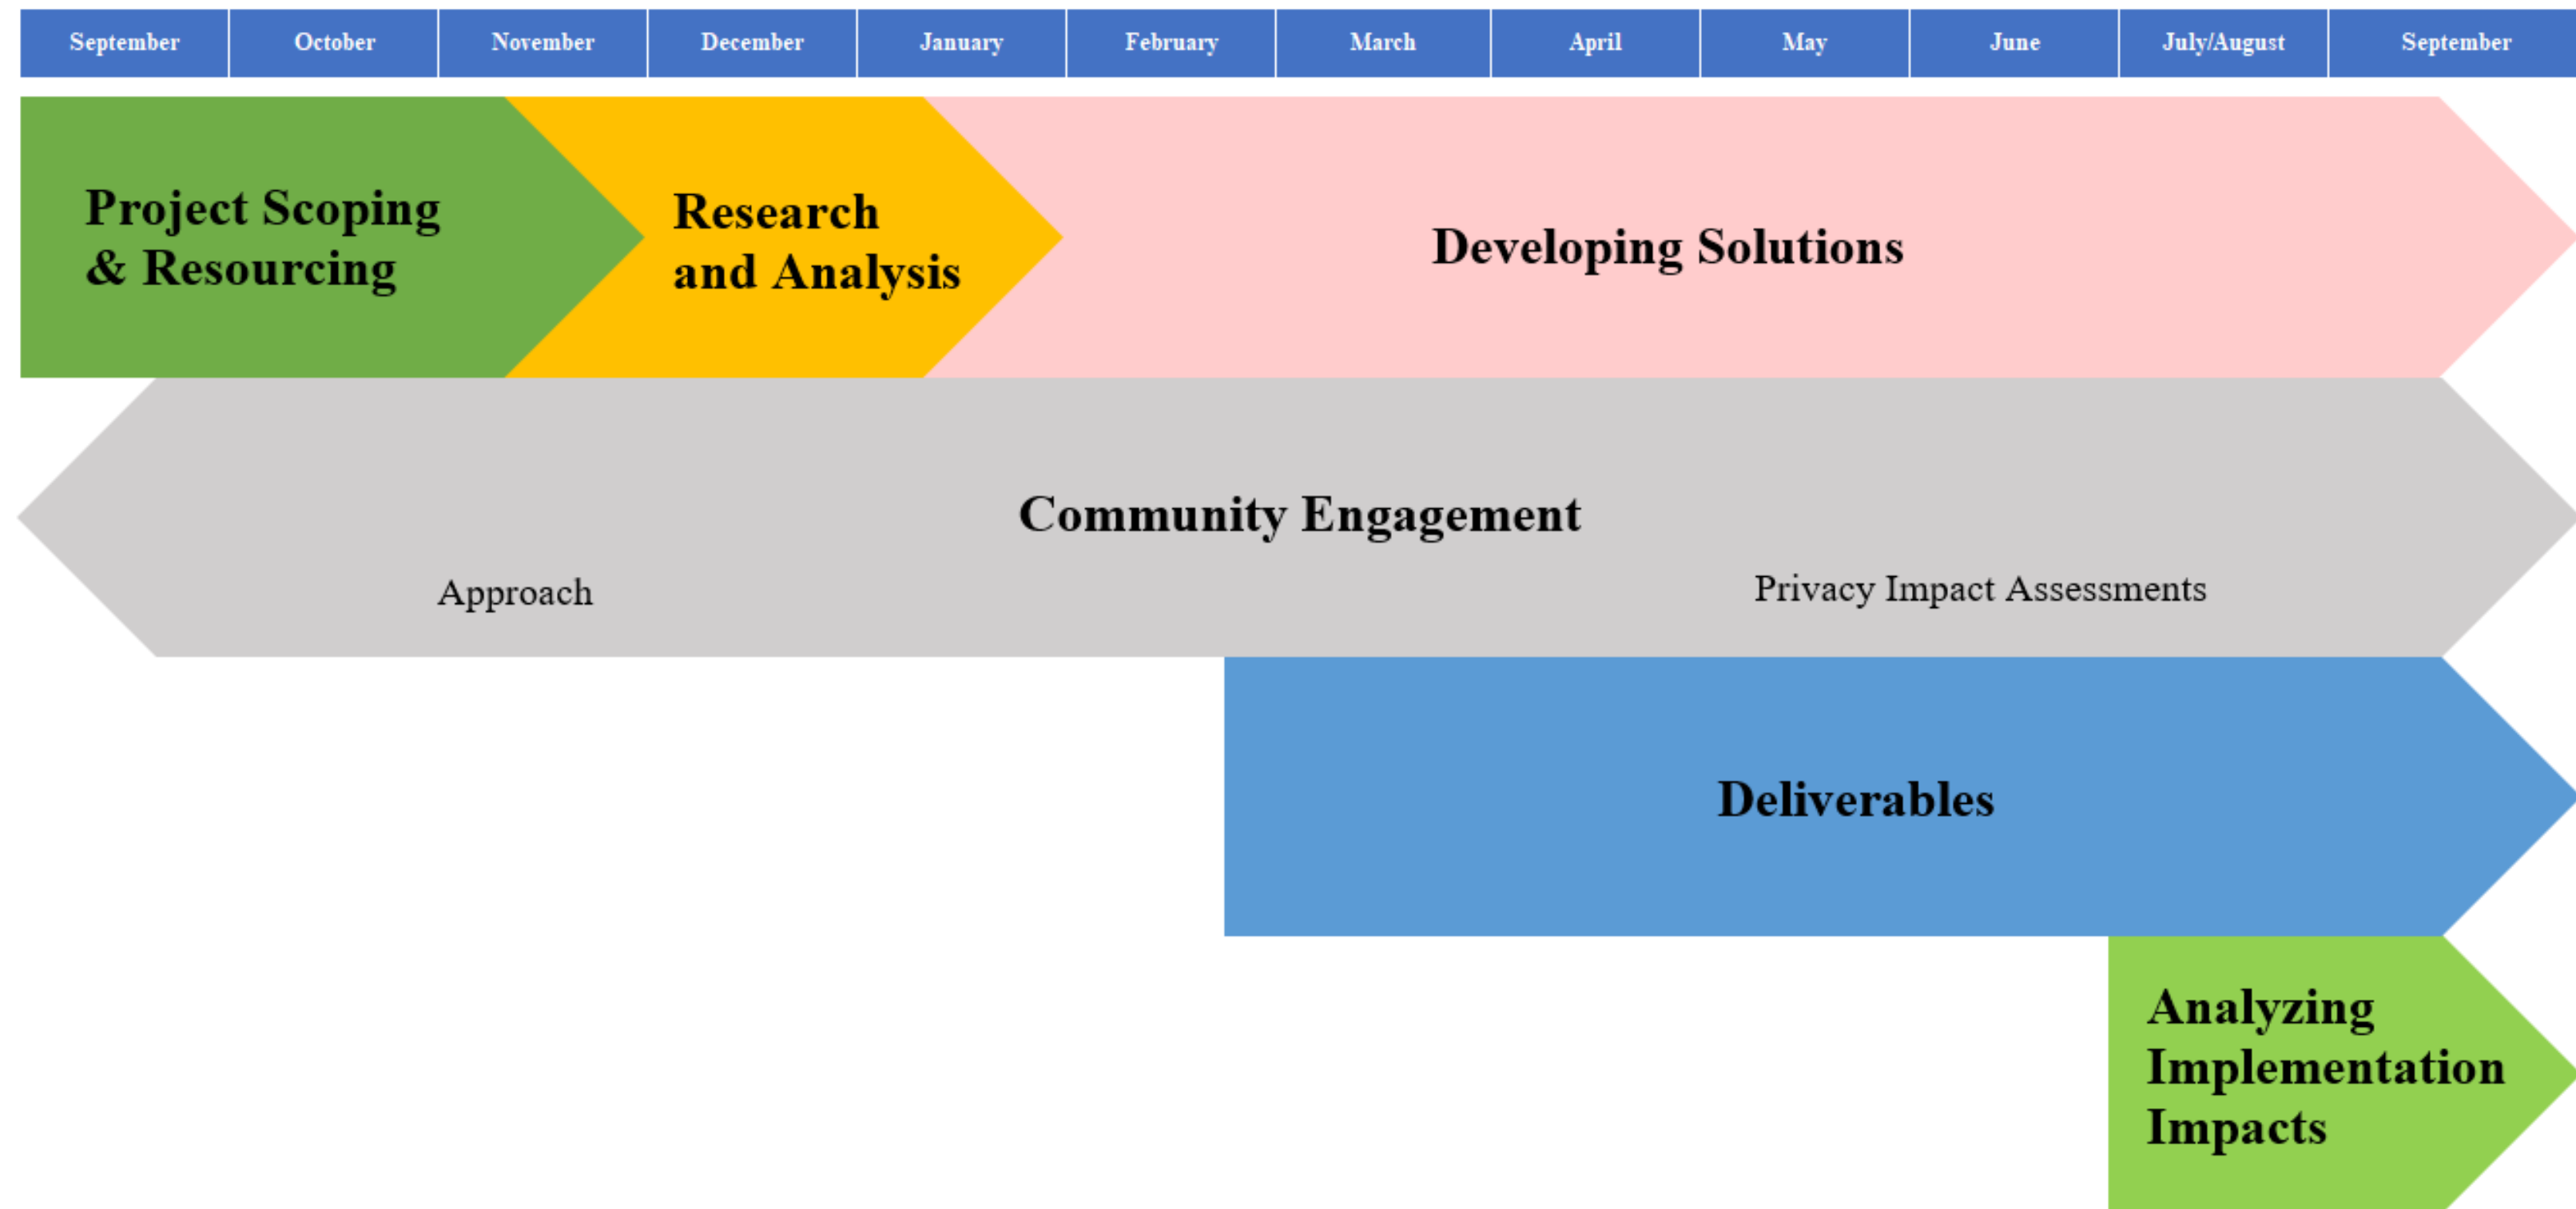 September October November December January February March April May June July/August September
Project Scoping
& Resourcing
Research
and Analysis
Developing Solutions
Community Engagement
Approach
Privacy Impact Assessments
Deliverables
Analyzing
Implementation
Impacts